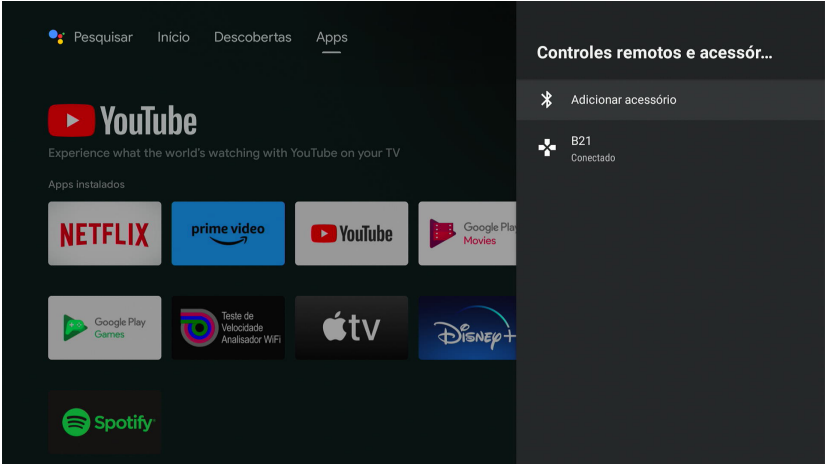 Pesquisar Início Descobertas Apps
YouTube
Experience what the world's watching with YouTube on your TV
Apps instalados
NETFLIX
prime video
YouTube
Google Play
Movies
Google Play
Games
Teste de
Velocidade
Analisador WiFi
tv
Disney+
Spotify
Controles remotos e acessór...
Adicionar acessório
B21
Conectado